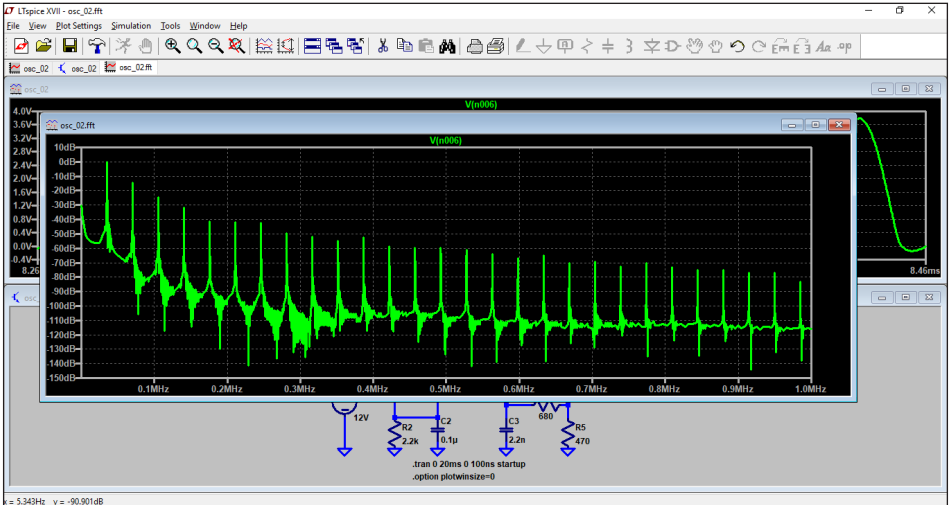 LTspice XVII - osc_02.fft
File View Plot Settings Simulation Tools Window Help
osc_02 osc_02 osc_02.fft
osc_02
V(n006)
4.0V
3.6V
3.2V
2.8V
2.4V
2.0V
1.6V
1.2V
0.8V
0.4V
0.0V
-0.4V
8.26
8.46ms
osc_02.fft
V(n006)
10dB
0dB
-10dB
-20dB
-30dB
-40dB
-50dB
-60dB
-70dB
-80dB
-90dB
-100dB
-110dB
-120dB
-130dB
-140dB
-150dB
0.1MHz 0.2MHz 0.3MHz 0.4MHz 0.5MHz 0.6MHz 0.7MHz 0.8MHz 0.9MHz 1.0MHz
12V
R2
2.2k
C2
0.1µ
C3
2.2n
680
R5
470
.tran 0 20ms 0 100ns startup
.option plotwinsize=0
x = 5.343Hz y = -90.901dB